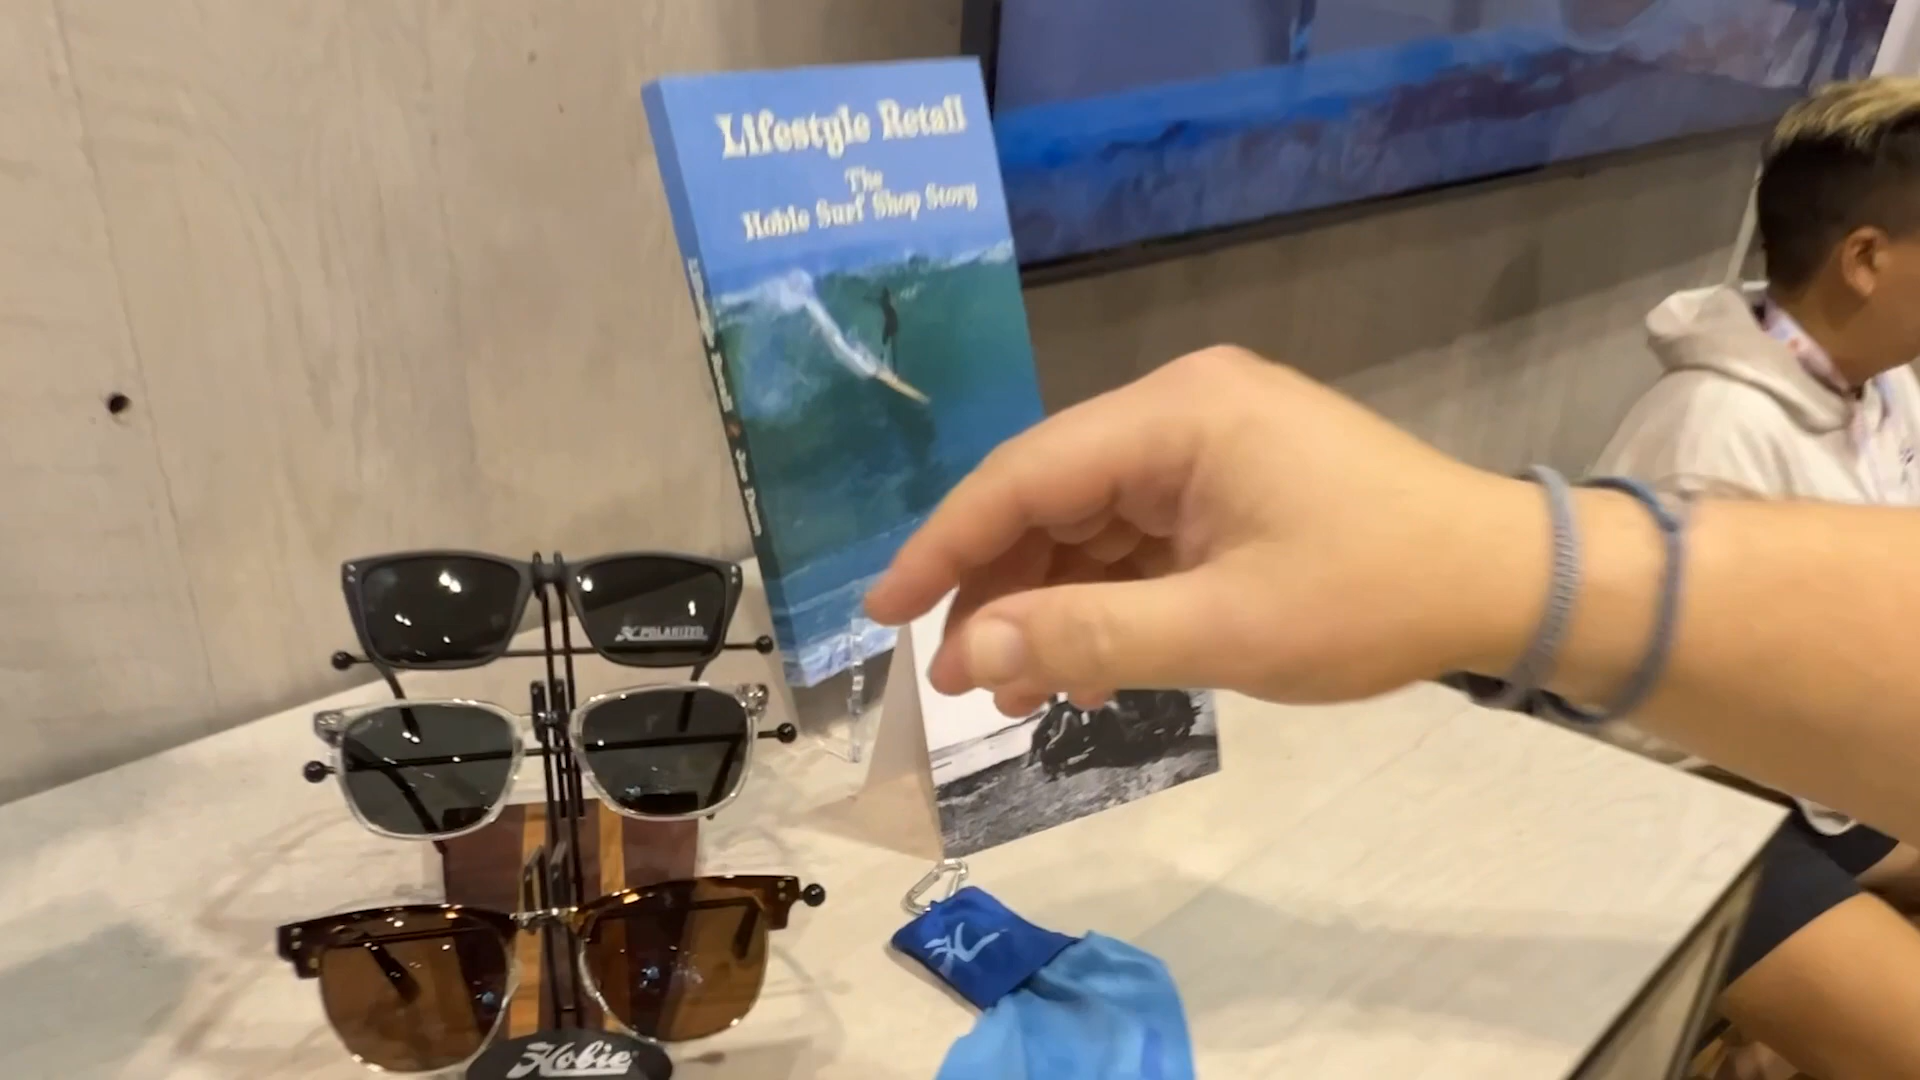 Lifestyle Retail
The
Hobie Surf Shop Story
POLARIZED
Hobie